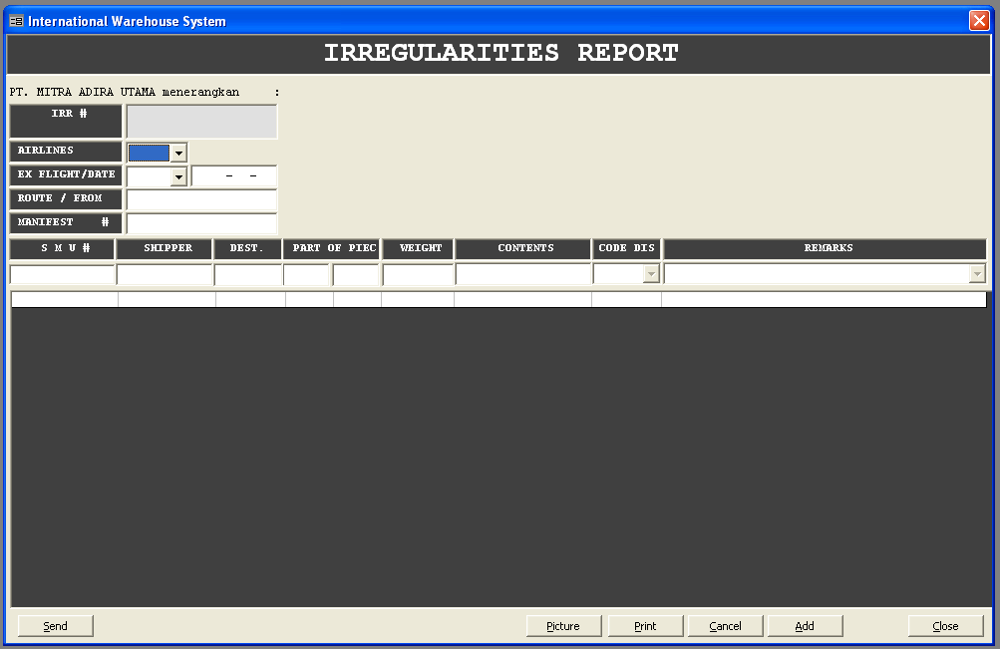 International Warehouse System
IRREGULARITIES REPORT
PT. MITRA ADIRA UTAMA menerangkan :
IRR #
AIRLINES
EX FLIGHT/DATE - -
ROUTE / FROM
MANIFEST #
S M U # SHIPPER DEST. PART OF PIEC WEIGHT CONTENTS CODE DIS REMARKS
Send Picture Print Cancel Add Close